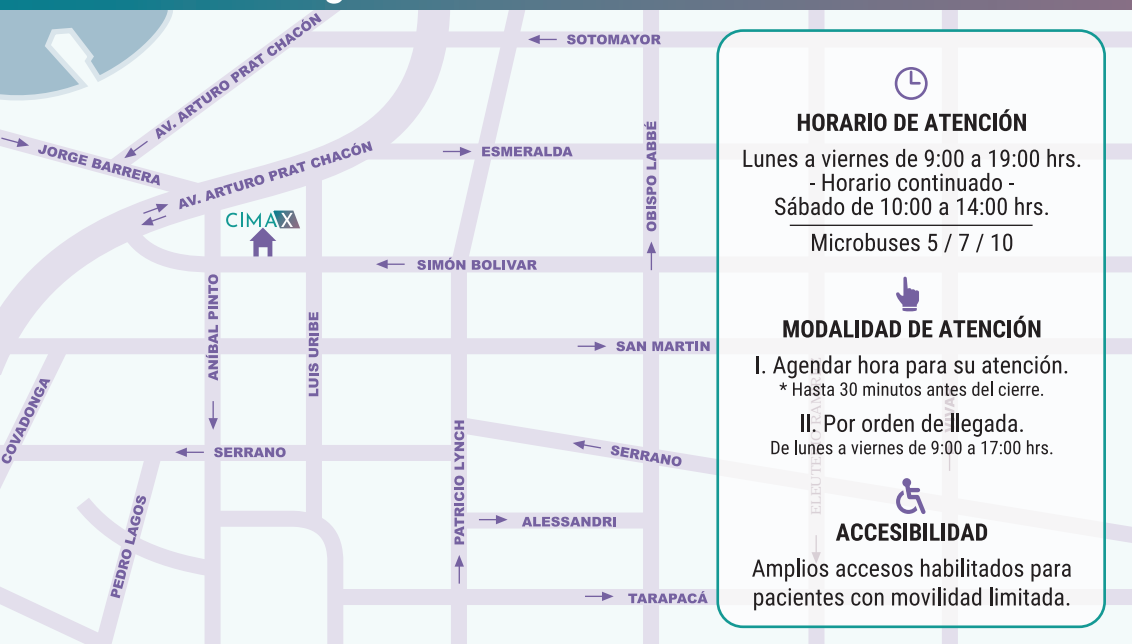 SOTOMAYOR
AV. ARTURO PRAT CHACÓN
JORGE BARRERA
AV. ARTURO PRAT CHACÓN
ESMERALDA
OBISPO LABBÉ
CIMAX
SIMÓN BOLIVAR
ANÍBAL PINTO
LUIS URIBE
SAN MARTIN
COVADONGA
SERRANO
SERRANO
PATRICIO LYNCH
PEDRO LAGOS
ALESSANDRI
TARAPACÁ
HORARIO DE ATENCIÓN
Lunes a viernes de 9:00 a 19:00 hrs.
- Horario continuado -
Sábado de 10:00 a 14:00 hrs.
Microbuses 5 / 7 / 10
MODALIDAD DE ATENCIÓN
I. Agendar hora para su atención.
* Hasta 30 minutos antes del cierre.
II. Por orden de llegada.
De lunes a viernes de 9:00 a 17:00 hrs.
ACCESIBILIDAD
Amplios accesos habilitados para
pacientes con movilidad limitada.